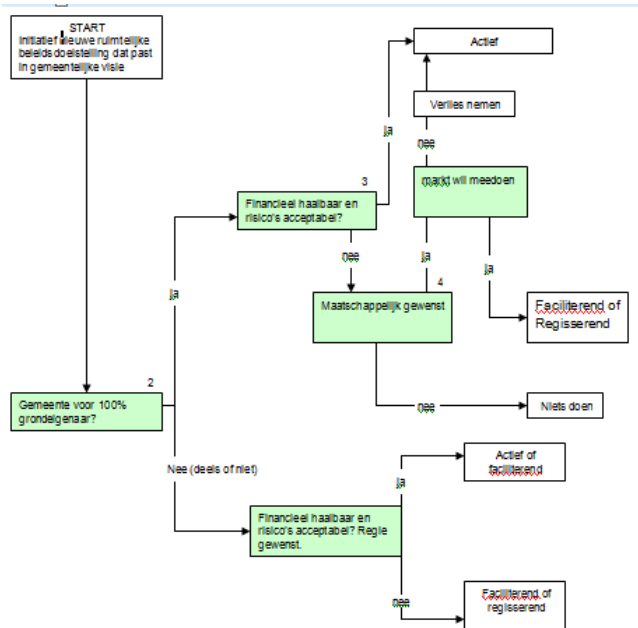 START
Initiatief nieuwe ruimtelijke
beleidsdoelstelling dat past
in gemeentelijke visie
Actief
Verlies nemen
ja
nee
3
markt wil meedoen
Financieel haalbaar en
risico's acceptabel?
nee
ja
ja
4
ja
Maatschappelijk gewenst
Faciliterend of
Regisserend
2
Gemeente voor 100%
grondeigenaar?
nee
Niets doen
Nee (deels of niet)
Actief of
faciliterend
ja
Financieel haalbaar en
risico's acceptabel? Regie
gewenst.
nee
Faciliterend of
regisserend